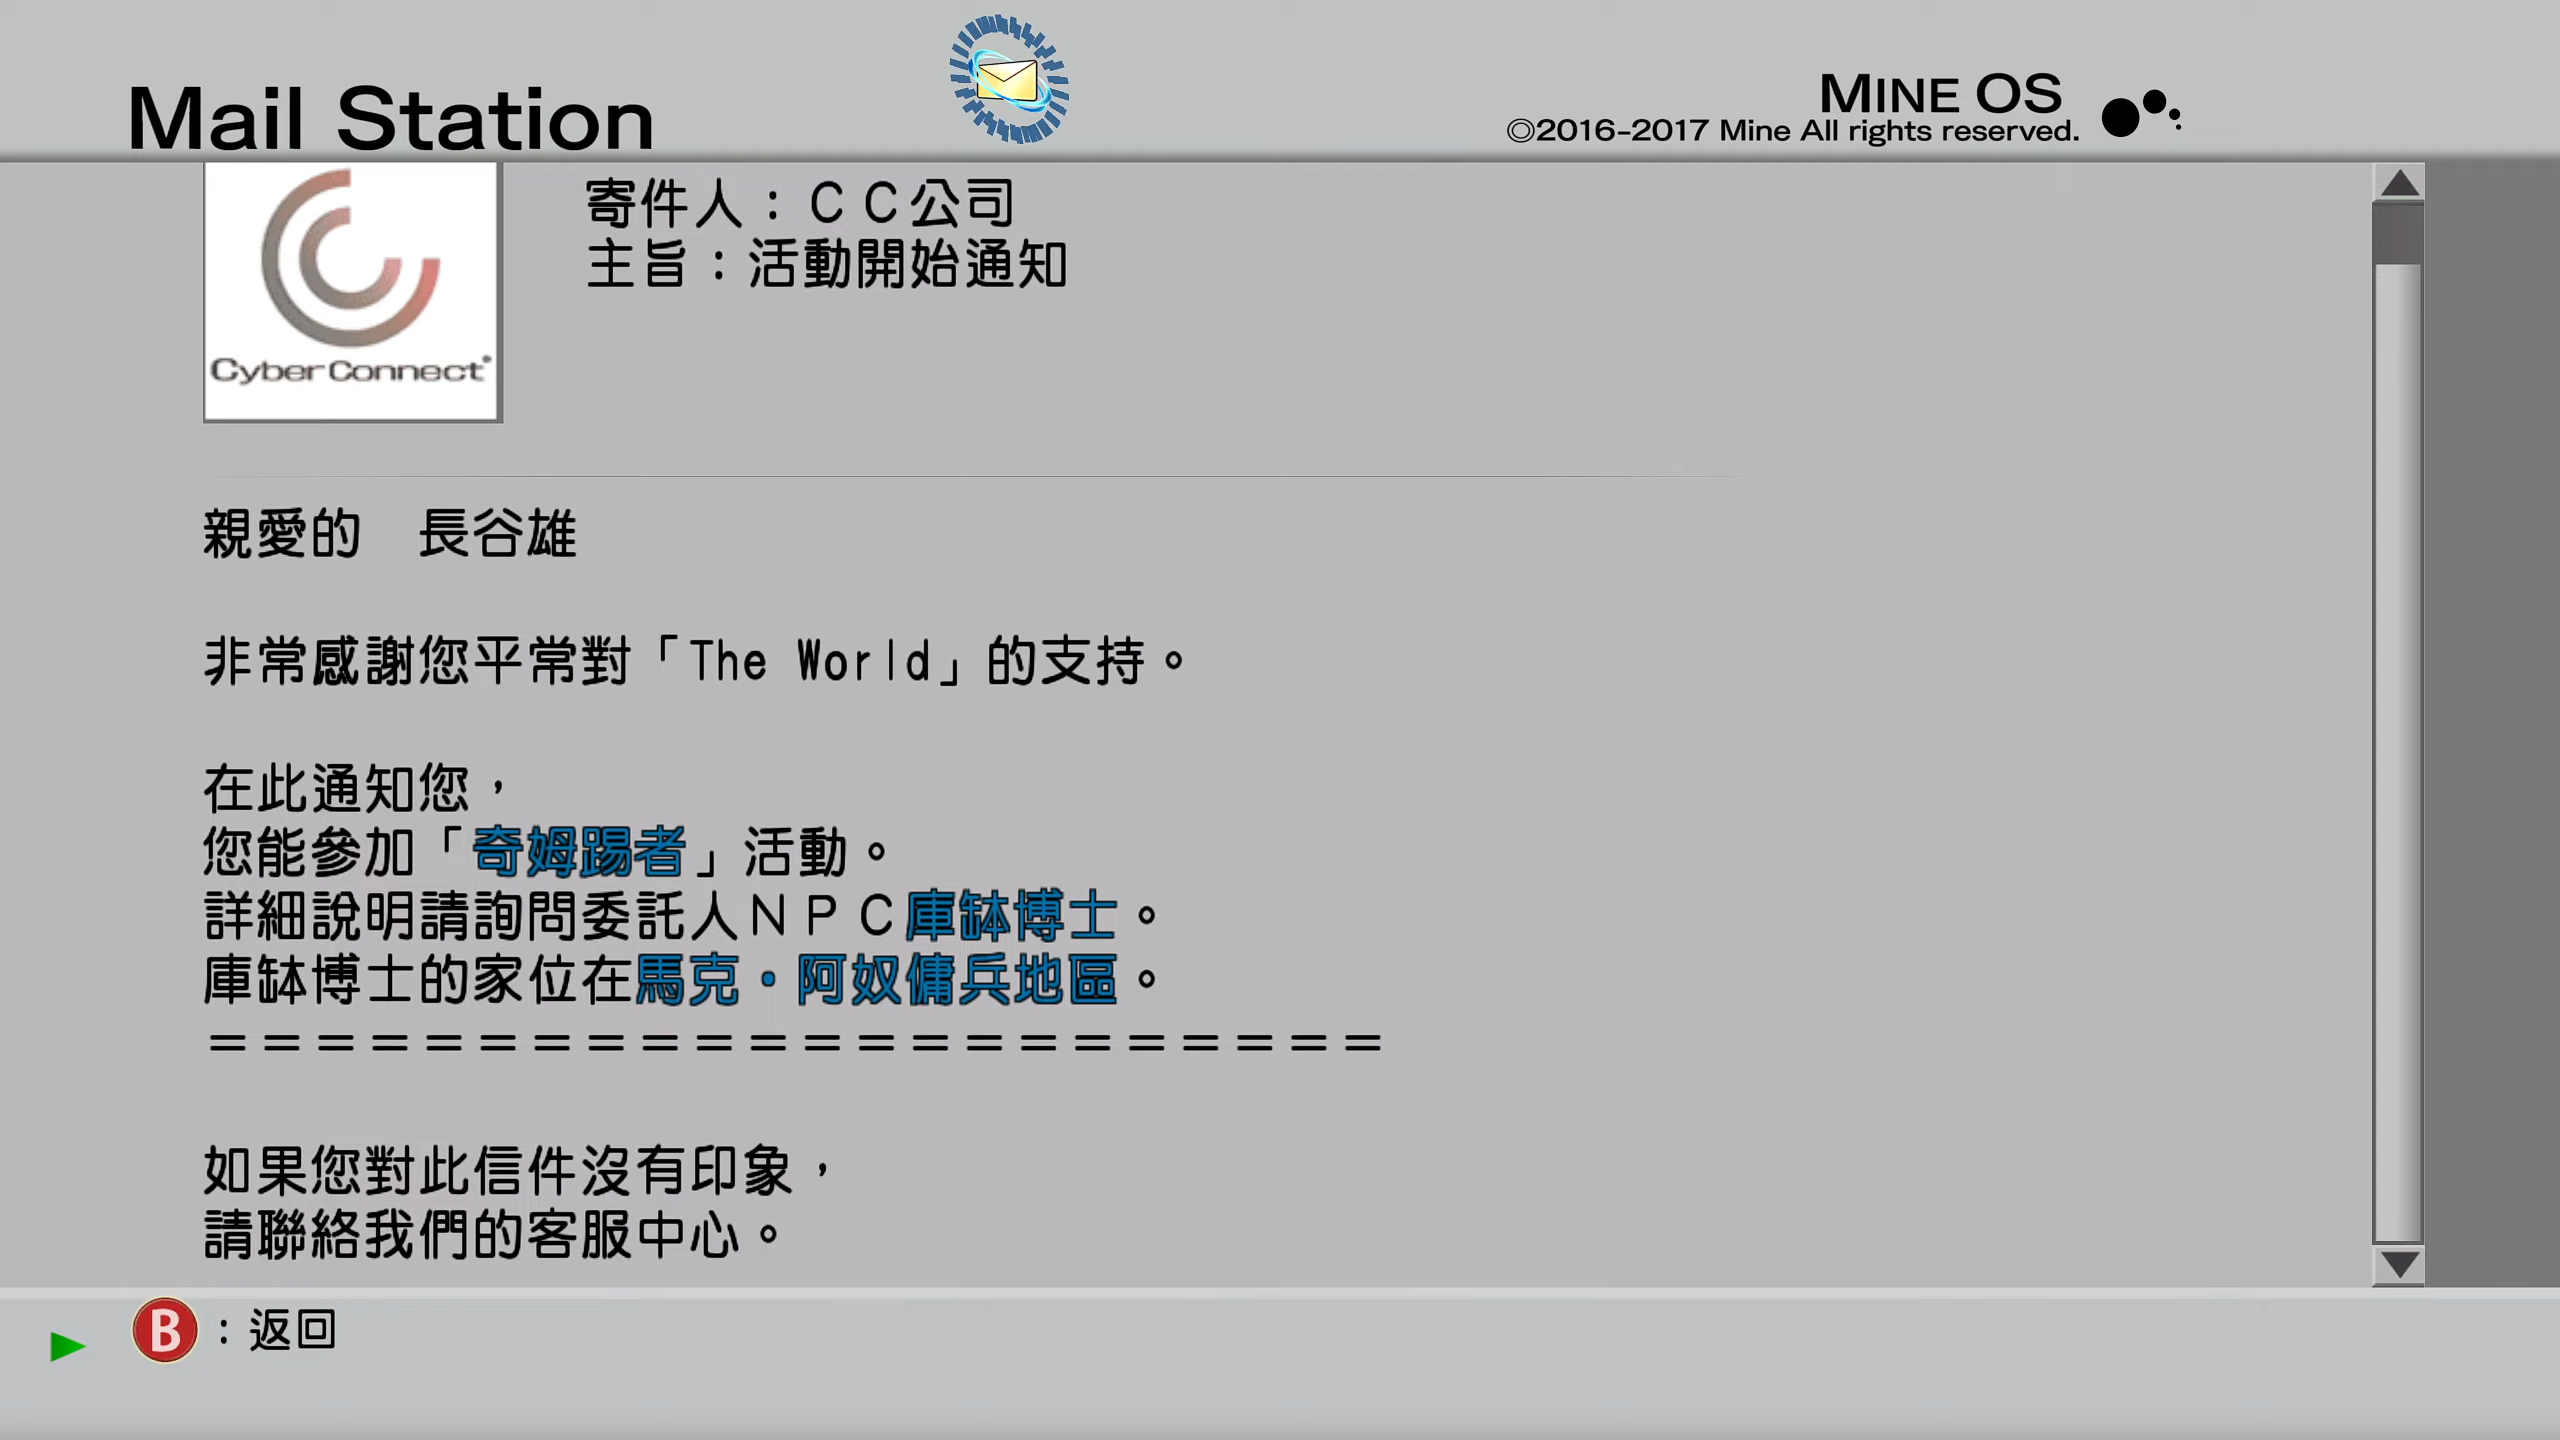 Mail Station
MINE OS
©2016-2017 Mine All rights reserved.
CyberConnect
寄件人：ＣＣ公司
主旨：活動開始通知
親愛的　長谷雄
非常感謝您平常對「The World」的支持。
在此通知您，
您能參加「奇姆踢者」活動。
詳細說明請詢問委託人ＮＰＣ庫缽博士。
庫缽博士的家位在馬克・阿奴傭兵地區。
＝＝＝＝＝＝＝＝＝＝＝＝＝＝＝＝＝＝＝＝＝＝
如果您對此信件沒有印象，
請聯絡我們的客服中心。
B：返回